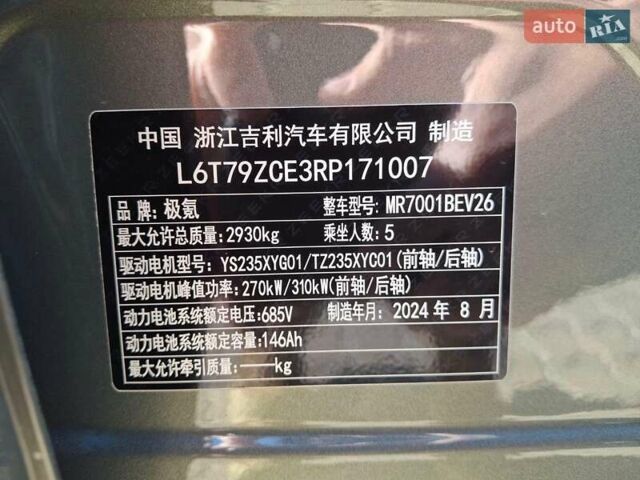 auto RIA .com
中国 浙江吉利汽车有限公司 制造
L6T79ZCE3RP171007
品牌:极氪 整车型号:MR7001BEV26
最大允许总质量:2930kg 乘坐人数:5
驱动电机型号:YS235XYG01/TZ235XYC01(前轴/后轴)
驱动电机峰值功率:270kW/310kW(前轴/后轴)
动力电池系统额定电压:685V 制造年月:2024年8月
动力电池系统额定容量:146Ah
最大允许牵引质量:——kg